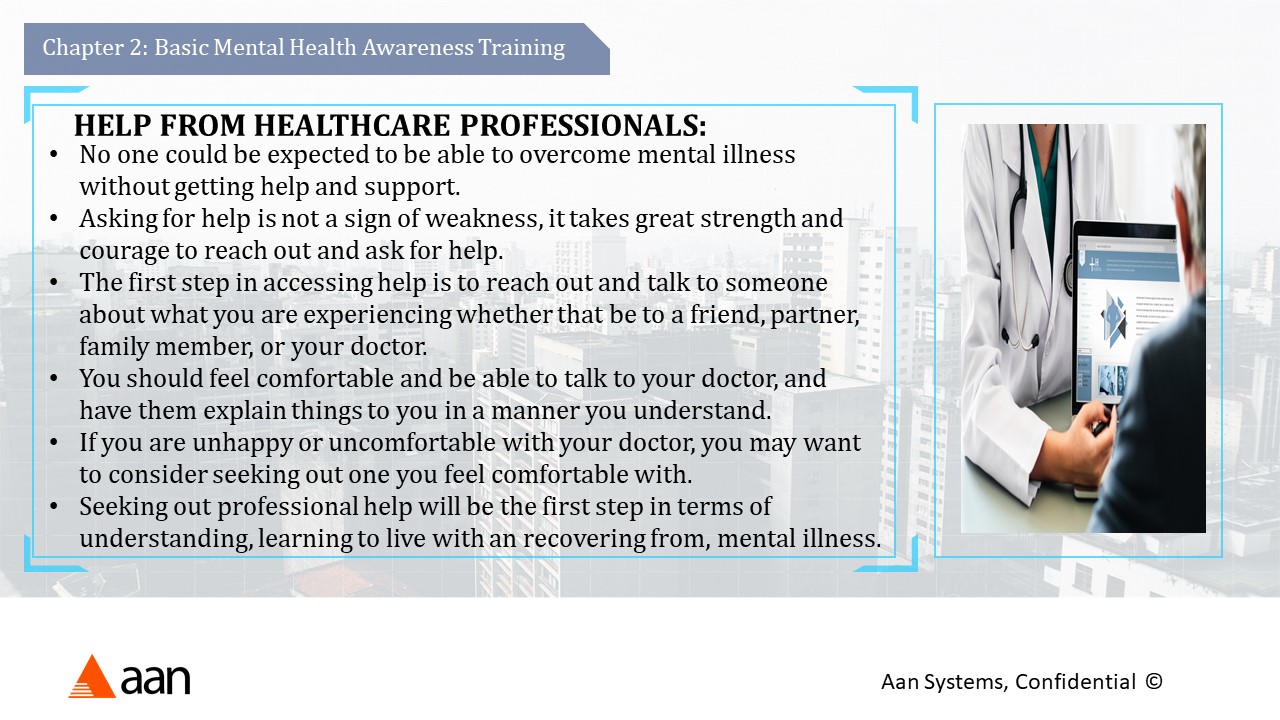 Chapter 2: Basic Mental Health Awareness Training
HELP FROM HEALTHCARE PROFESSIONALS:
• No one could be expected to be able to overcome mental illness
without getting help and support.
• Asking for help is not a sign of weakness, it takes great strength and
courage to reach out and ask for help.
• The first step in accessing help is to reach out and talk to someone
about what you are experiencing whether that be to a friend, partner,
family member, or your doctor.
• You should feel comfortable and be able to talk to your doctor, and
have them explain things to you in a manner you understand.
• If you are unhappy or uncomfortable with your doctor, you may want
to consider seeking out one you feel comfortable with.
• Seeking out professional help will be the first step in terms of
understanding, learning to live with an recovering from, mental illness.
aan
Aan Systems, Confidential ©